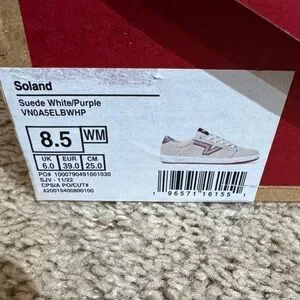 Soland
Suede White/Purple
VN0A5ELBWHP
8.5 WM
UK EUR CM
6.0 39.0 25.0
PO# 1000790491001030
SJV - 11/22
CPSIA PO/CUT#
420019400800100
1 96571 16155 1